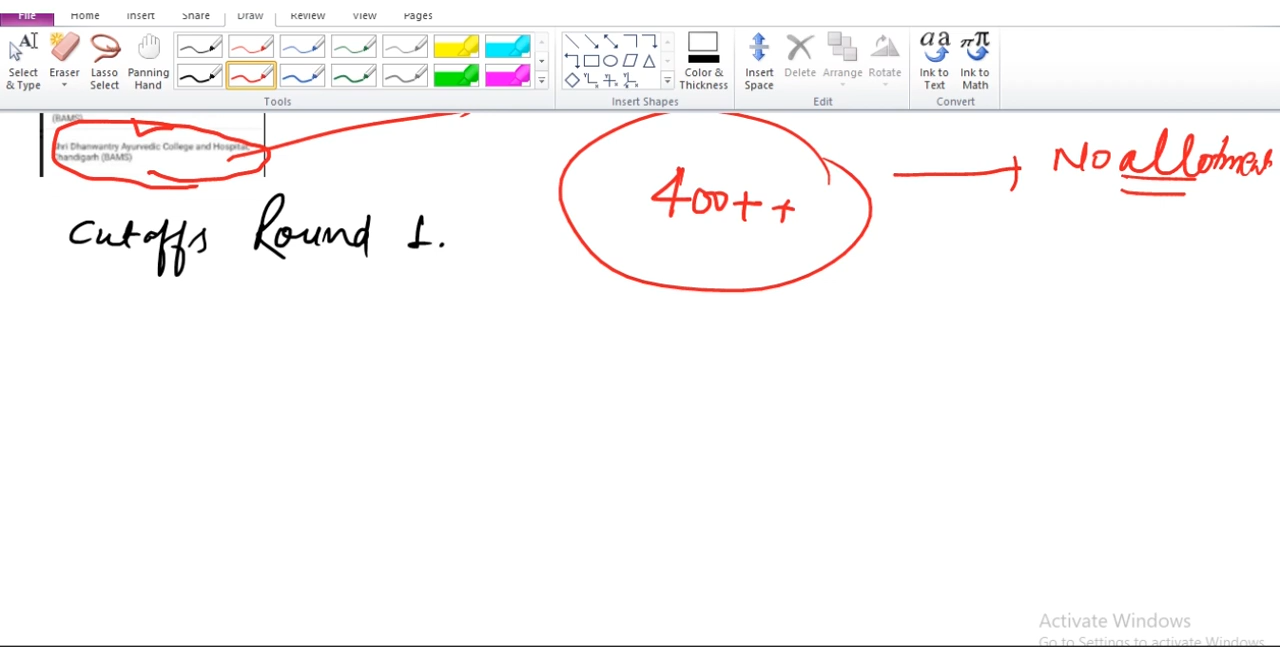 File Home Insert Share Draw Review View Pages
Select & Type Eraser Lasso Select Panning Hand Color & Thickness Insert Space Delete Arrange Rotate Ink to Text Ink to Math
Tools Insert Shapes Edit Convert
(BAMS)
Shri Dhanwantry Ayurvedic College and Hospital,
Chandigarh (BAMS)
400++
No allotment
Cutoffs Round 1.
Activate Windows
Go to Settings to activate Windows.